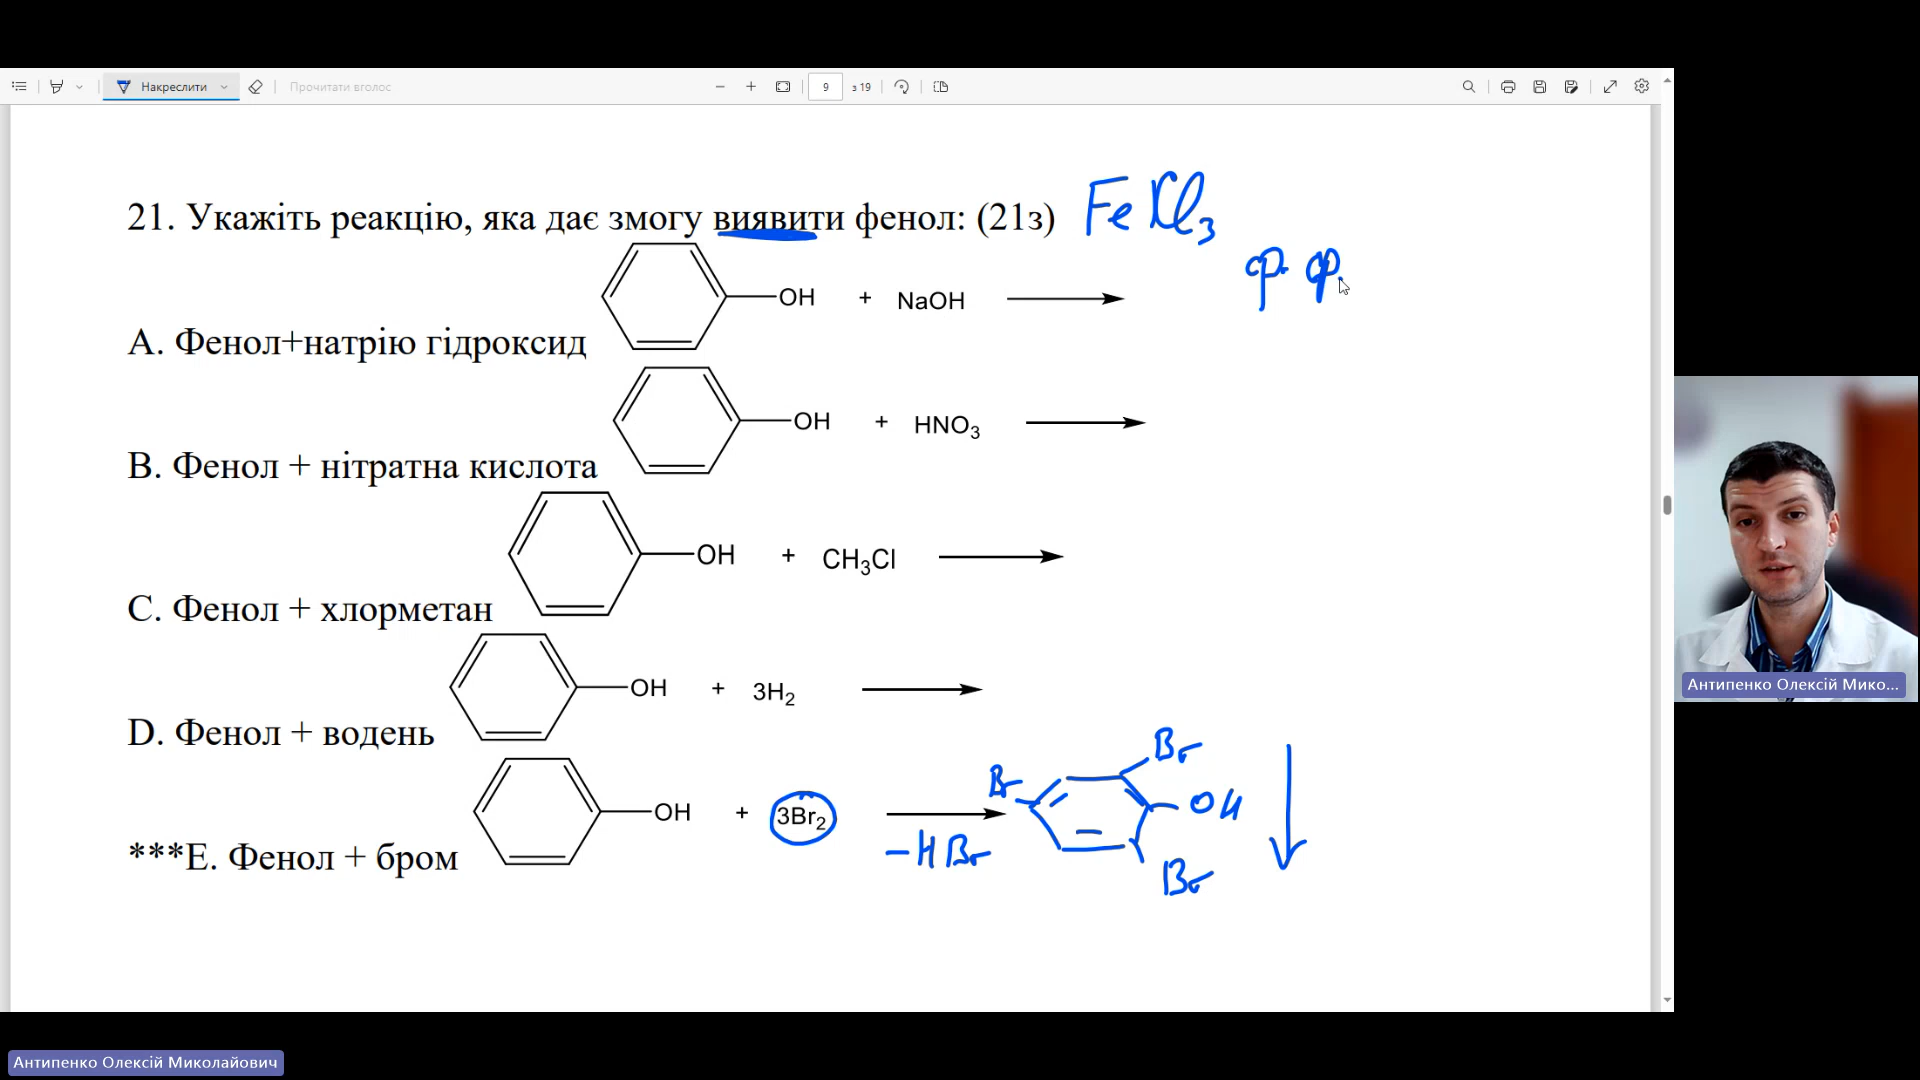 Накреслити
Прочитати вголос
9 з 19
21. Укажіть реакцію, яка дає змогу виявити фенол: (21з) FeCl3
ф. ф.
OH + NaOH
A. Фенол+натрію гідроксид
OH + HNO3
B. Фенол + нітратна кислота
OH + CH3Cl
C. Фенол + хлорметан
OH + 3H2
D. Фенол + водень
OH + 3Br2
***E. Фенол + бром
-HBr
Br
Br
OH
Br
Антипенко Олексій Мико...
Антипенко Олексій Миколайович